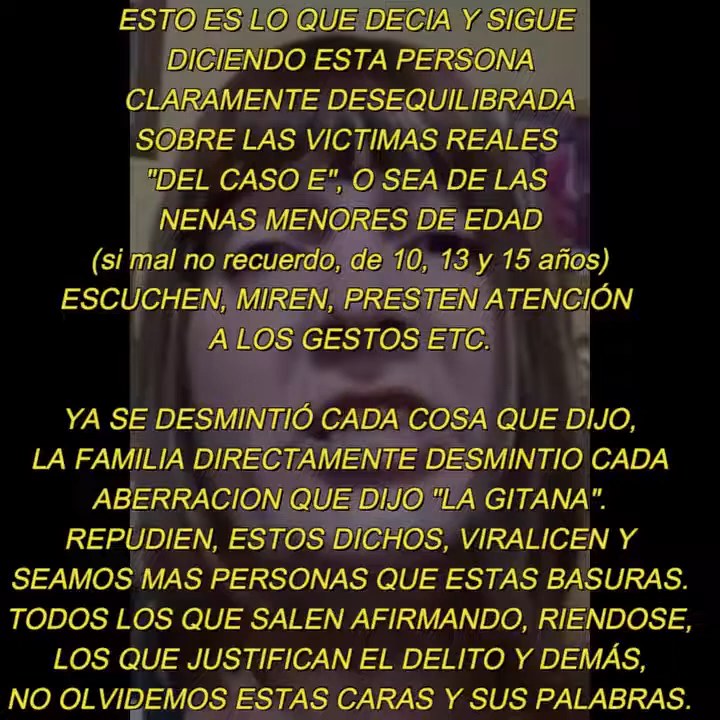 ESTO ES LO QUE DECIA Y SIGUE
DICIENDO ESTA PERSONA
CLARAMENTE DESEQUILIBRADA
SOBRE LAS VICTIMAS REALES
"DEL CASO E", O SEA DE LAS
NENAS MENORES DE EDAD
(si mal no recuerdo, de 10, 13 y 15 años)
ESCUCHEN, MIREN, PRESTEN ATENCIÓN
A LOS GESTOS ETC.
YA SE DESMINTIÓ CADA COSA QUE DIJO,
LA FAMILIA DIRECTAMENTE DESMINTIO CADA
ABERRACION QUE DIJO "LA GITANA".
REPUDIEN, ESTOS DICHOS, VIRALICEN Y
SEAMOS MAS PERSONAS QUE ESTAS BASURAS.
TODOS LOS QUE SALEN AFIRMANDO, RIENDOSE,
LOS QUE JUSTIFICAN EL DELITO Y DEMÁS,
NO OLVIDEMOS ESTAS CARAS Y SUS PALABRAS.